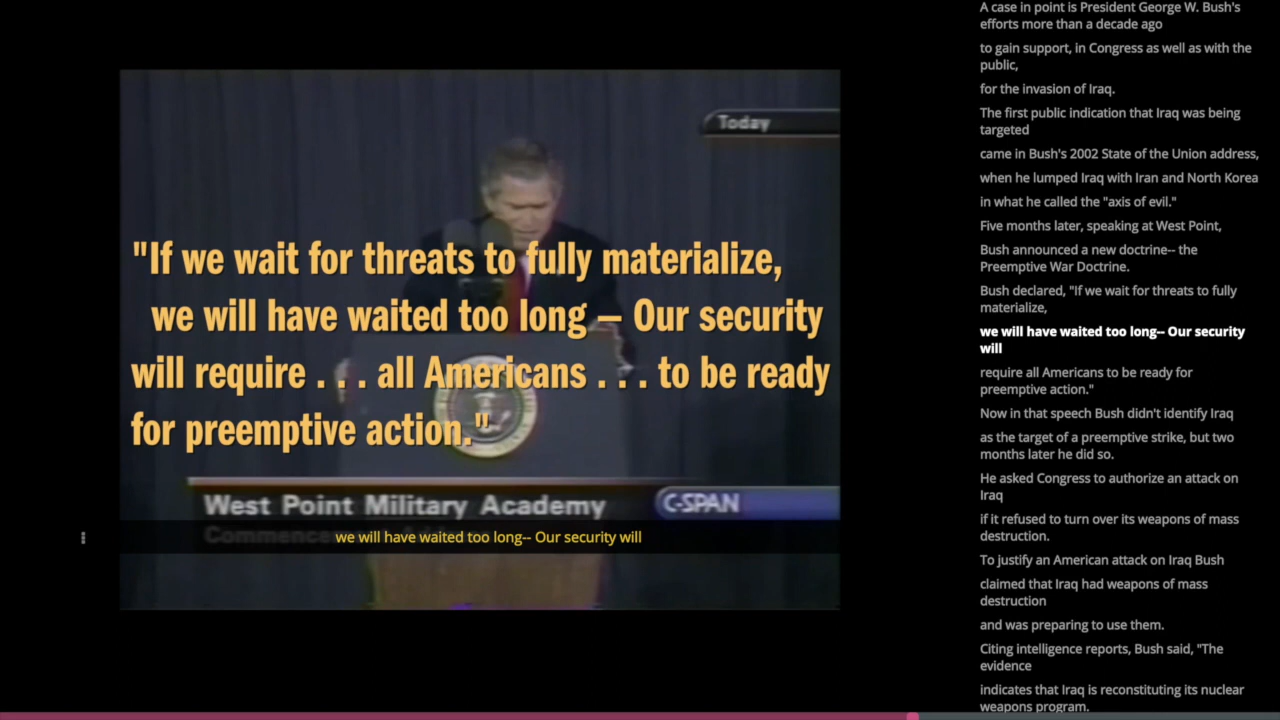 Today
"If we wait for threats to fully materialize,
we will have waited too long – Our security
will require . . . all Americans . . . to be ready
for preemptive action."
West Point Military Academy
C-SPAN
Commencement
we will have waited too long-- Our security will
A case in point is President George W. Bush's
efforts more than a decade ago
to gain support, in Congress as well as with the
public,
for the invasion of Iraq.
The first public indication that Iraq was being
targeted
came in Bush's 2002 State of the Union address,
when he lumped Iraq with Iran and North Korea
in what he called the "axis of evil."
Five months later, speaking at West Point,
Bush announced a new doctrine-- the
Preemptive War Doctrine.
Bush declared, "If we wait for threats to fully
materialize,
we will have waited too long-- Our security
will
require all Americans to be ready for
preemptive action."
Now in that speech Bush didn't identify Iraq
as the target of a preemptive strike, but two
months later he did so.
He asked Congress to authorize an attack on
Iraq
if it refused to turn over its weapons of mass
destruction.
To justify an American attack on Iraq Bush
claimed that Iraq had weapons of mass
destruction
and was preparing to use them.
Citing intelligence reports, Bush said, "The
evidence
indicates that Iraq is reconstituting its nuclear
weapons program.